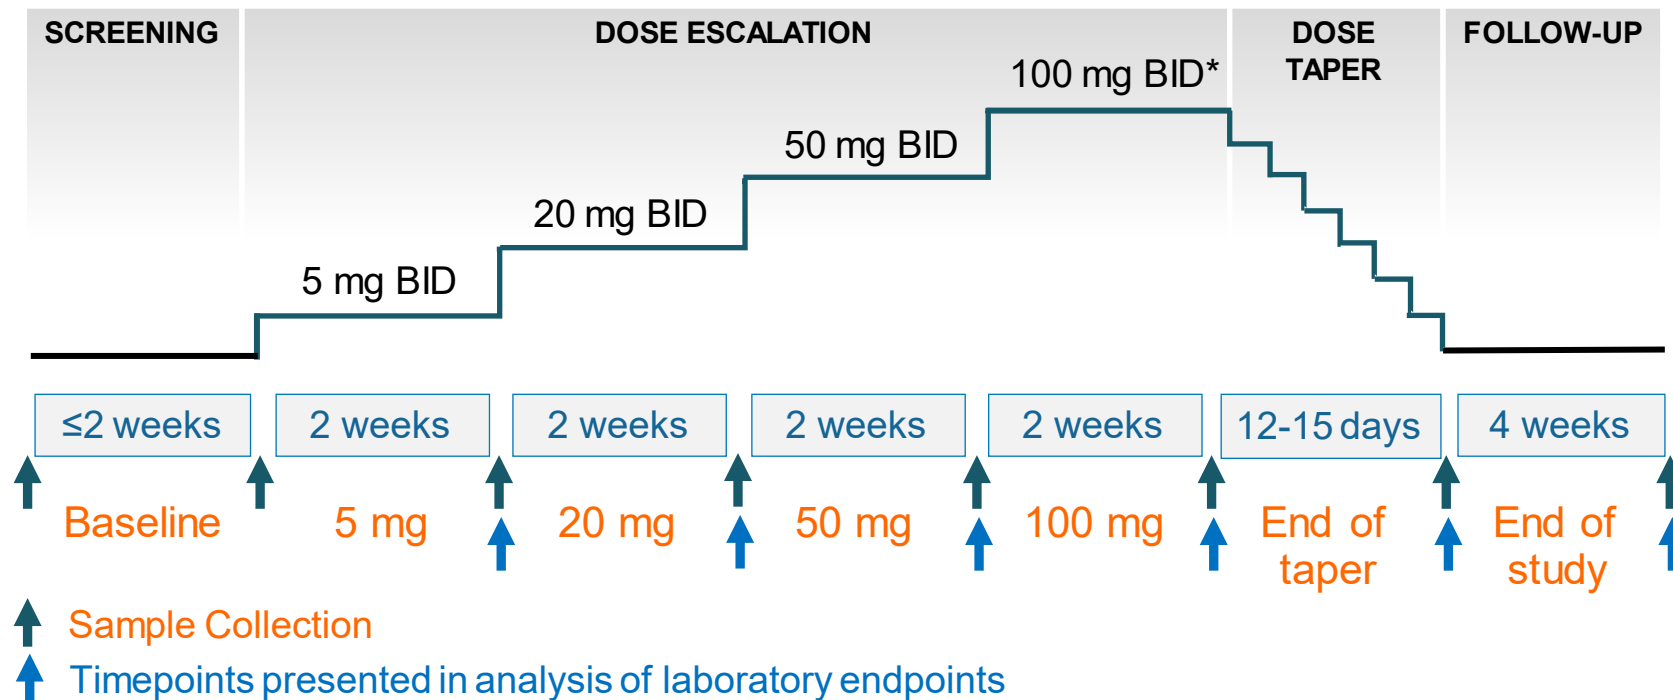 SCREENING
DOSE ESCALATION
DOSE
TAPER
FOLLOW-UP
100 mg BID*
50 mg BID
20 mg BID
5 mg BID
≤2 weeks
2 weeks
2 weeks
2 weeks
2 weeks
12-15 days
4 weeks
Baseline
5 mg
20 mg
50 mg
100 mg
End of
taper
End of
study
Sample Collection
Timepoints presented in analysis of laboratory endpoints